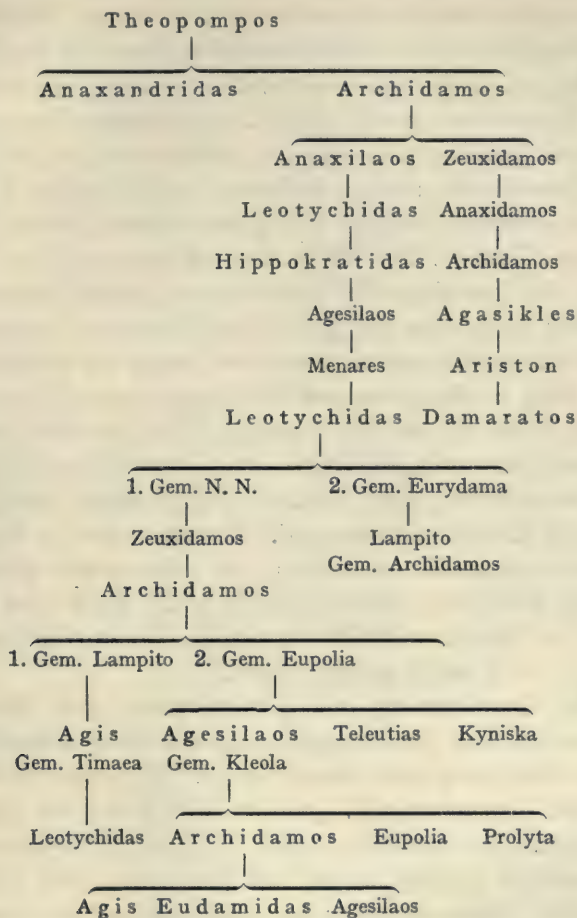 Theopompos
Anaxandridas Archidamos
Anaxilaos Zeuxidamos
Leotychidas Anaxidamos
Hippokratidas Archidamos
Agesilaos Agasikles
Menares Ariston
Leotychidas Damaratos
1. Gem. N. N. 2. Gem. Eurydama
Zeuxidamos Lampito
Gem. Archidamos
Archidamos
1. Gem. Lampito 2. Gem. Eupolia
Agis Agesilaos Teleutias Kyniska
Gem. Timaea Gem. Kleola
Leotychidas Archidamos Eupolia Prolyta
Agis Eudamidas Agesilaos